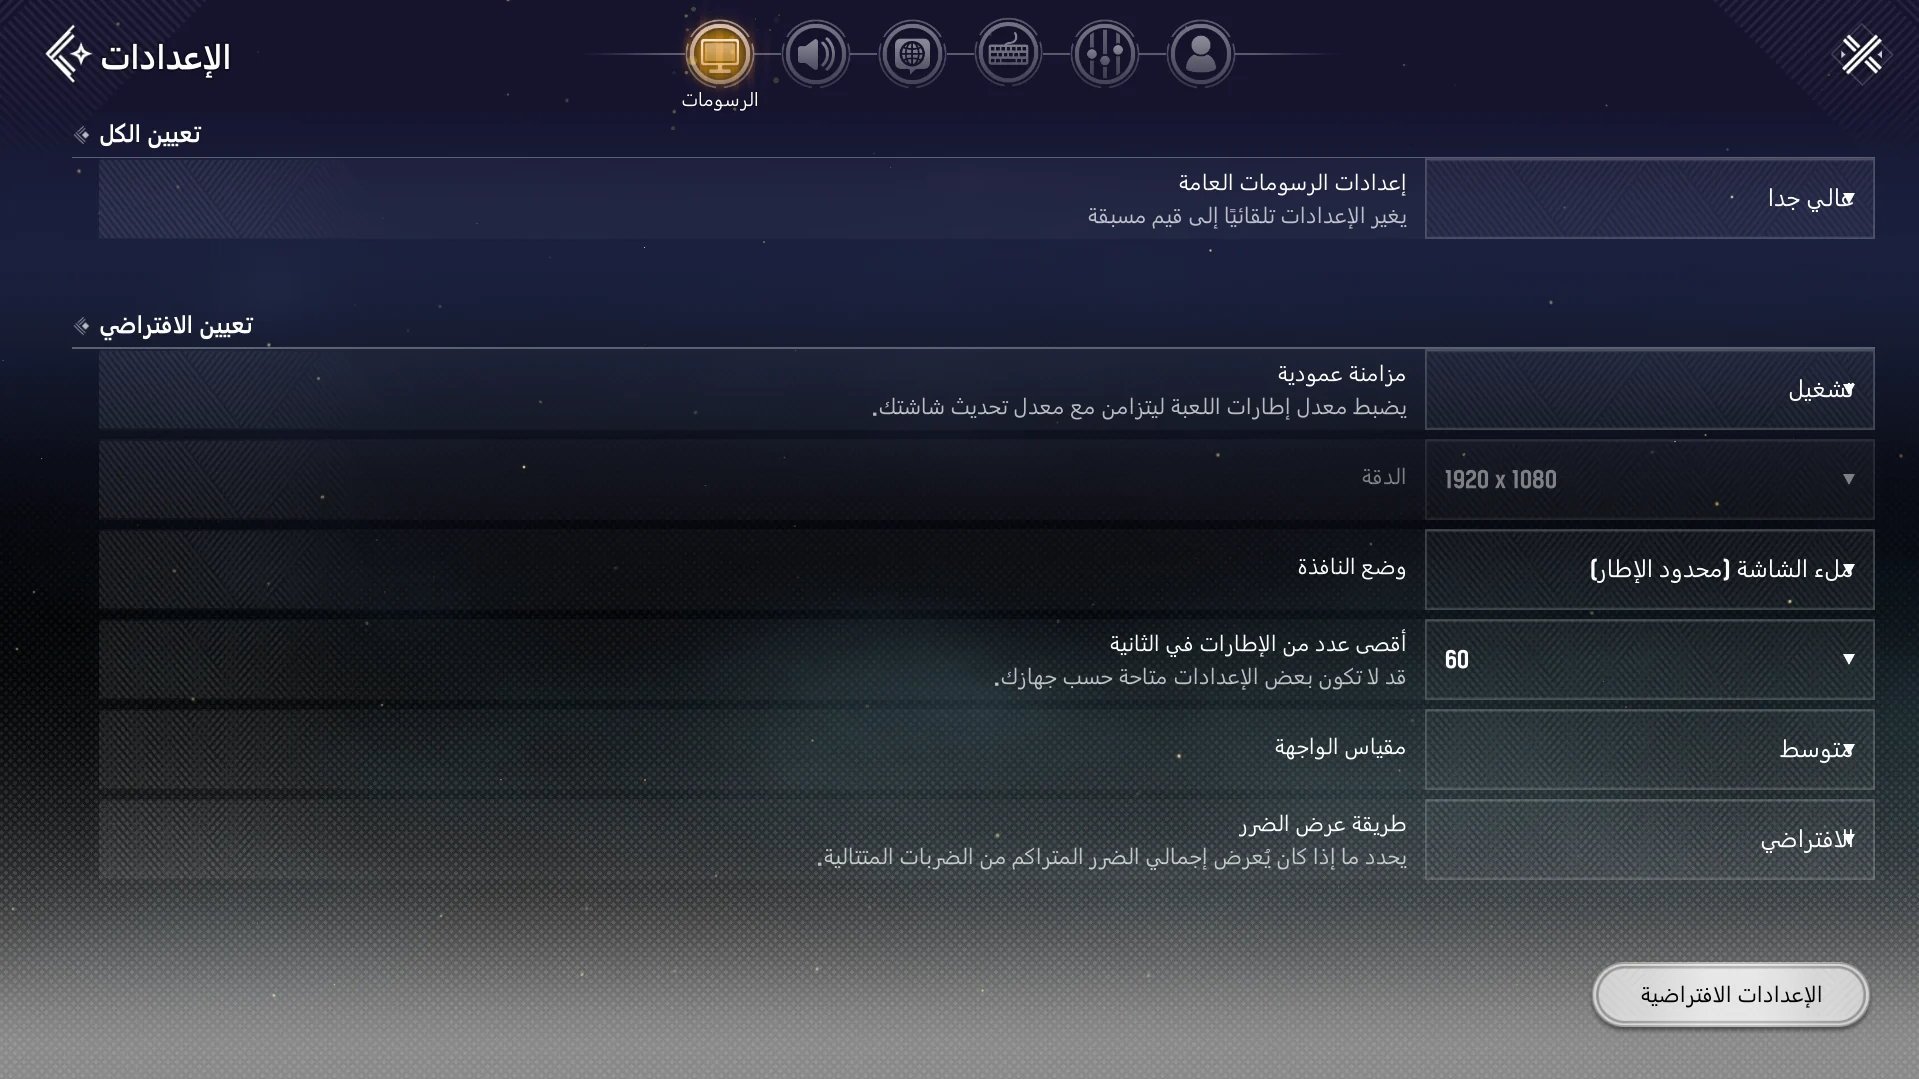 الإعدادات
الرسومات
تعيين الكل
إعدادات الرسومات العامة
يغير الإعدادات تلقائيًا إلى قيم مسبقة
عالي جدا
تعيين الافتراضي
مزامنة عمودية
يضبط معدل إطارات اللعبة ليتزامن مع معدل تحديث شاشتك.
تشغيل
الدقة
1920 x 1080
وضع النافذة
ملء الشاشة (محدود الإطار)
أقصى عدد من الإطارات في الثانية
قد لا تكون بعض الإعدادات متاحة حسب جهازك.
60
مقياس الواجهة
متوسط
طريقة عرض الضرر
يحدد ما إذا كان يُعرض إجمالي الضرر المتراكم من الضربات المتتالية.
الافتراضي
الإعدادات الافتراضية